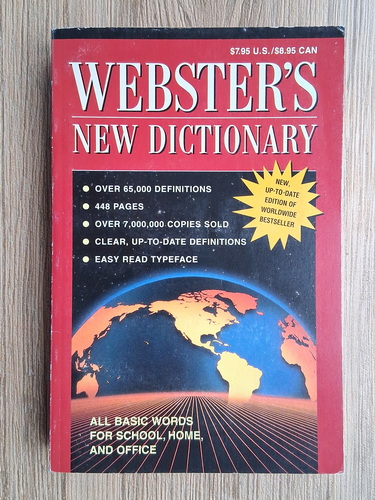 $7.95 U.S./$8.95 CAN
WEBSTER'S
NEW DICTIONARY
OVER 65,000 DEFINITIONS
448 PAGES
OVER 7,000,000 COPIES SOLD
CLEAR, UP-TO-DATE DEFINITIONS
EASY READ TYPEFACE
NEW,
UP-TO-DATE
EDITION OF
WORLDWIDE
BESTSELLER
ALL BASIC WORDS
FOR SCHOOL, HOME,
AND OFFICE